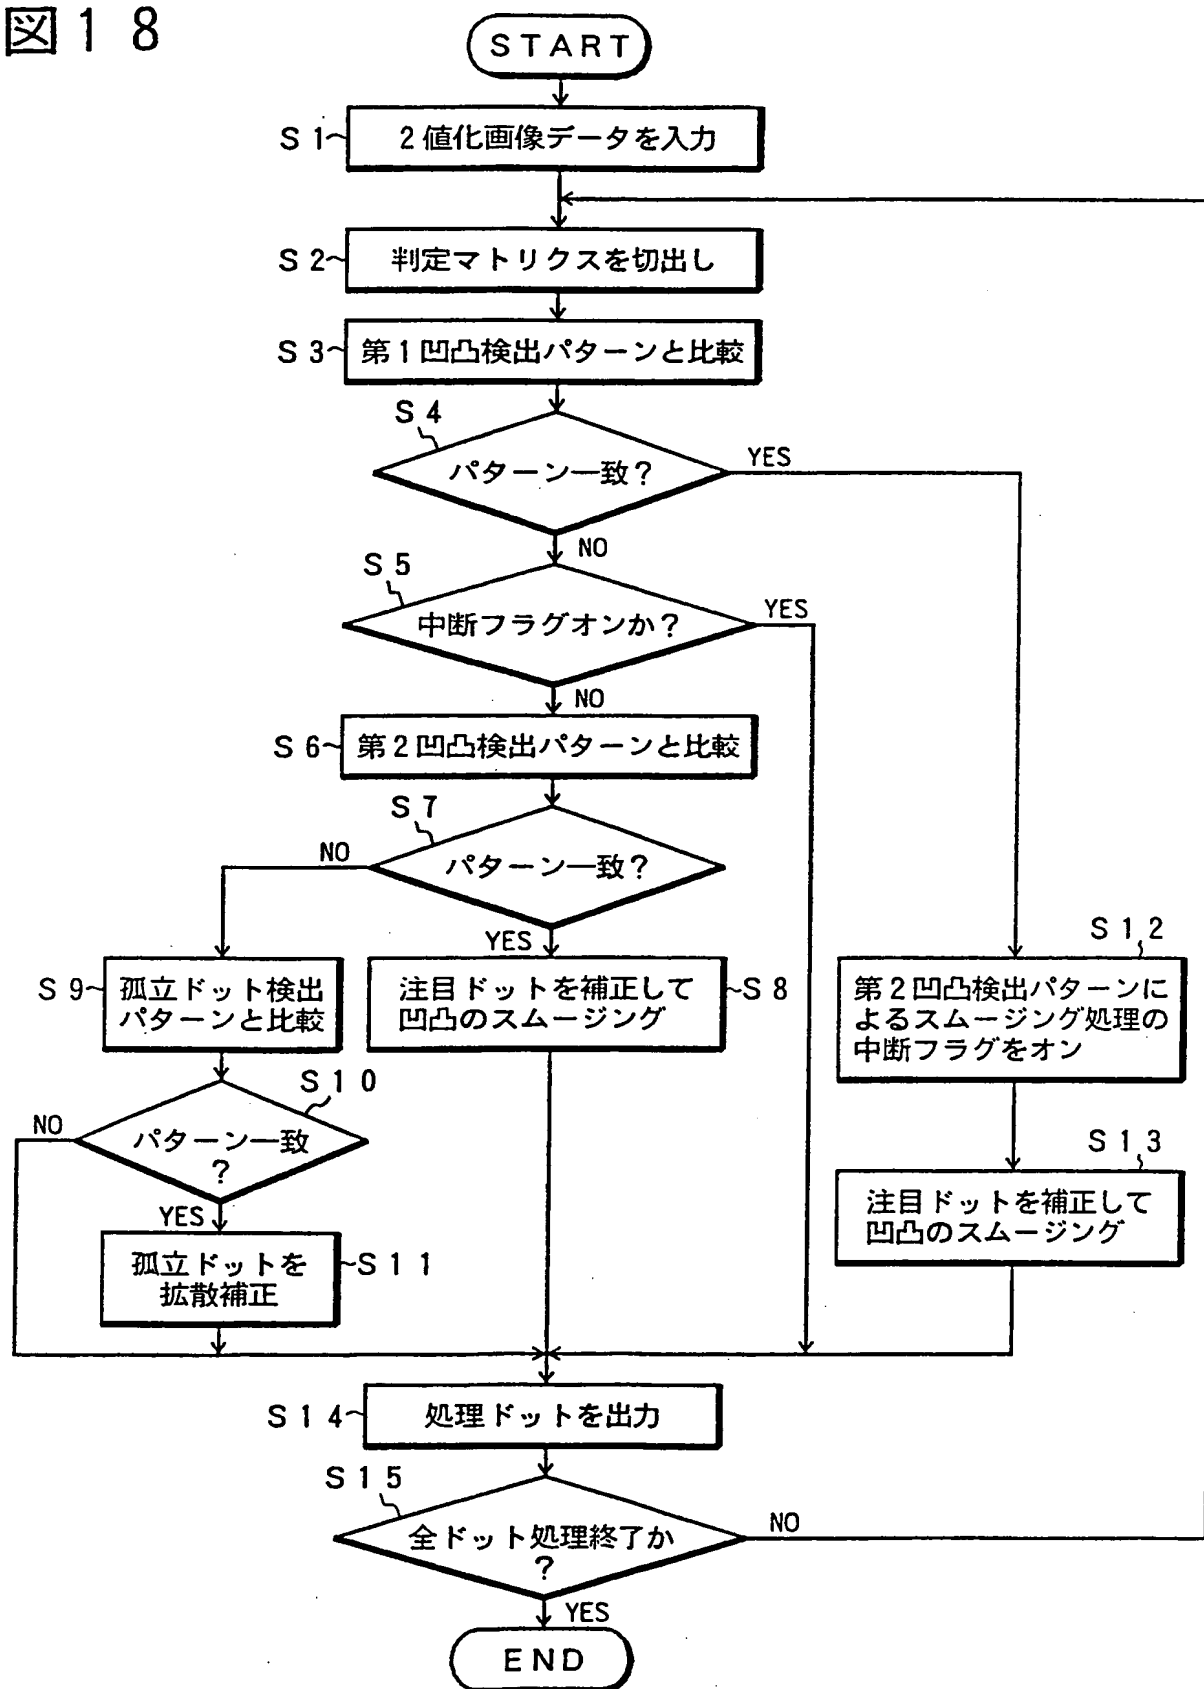 図１８
ＳＴＡＲＴ
Ｓ１
２値化画像データを入力
Ｓ２
判定マトリクスを切出し
Ｓ３
第１凹凸検出パターンと比較
Ｓ４
パターン一致？
YES
NO
Ｓ５
中断フラグオンか？
YES
NO
Ｓ６
第２凹凸検出パターンと比較
Ｓ７
パターン一致？
NO
YES
Ｓ８
注目ドットを補正して
凹凸のスムージング
Ｓ９
孤立ドット検出
パターンと比較
Ｓ１０
パターン一致
？
NO
YES
Ｓ１１
孤立ドットを
拡散補正
Ｓ１２
第２凹凸検出パターンに
よるスムージング処理の
中断フラグをオン
Ｓ１３
注目ドットを補正して
凹凸のスムージング
Ｓ１４
処理ドットを出力
Ｓ１５
全ドット処理終了か
？
NO
YES
ＥＮＤ